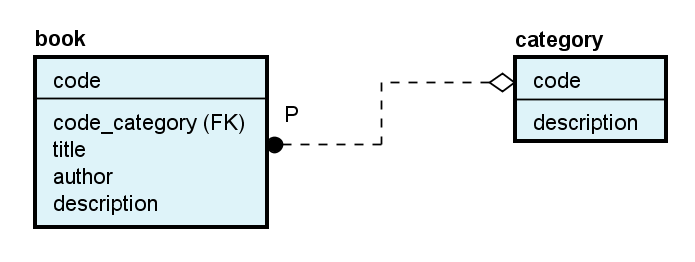 book
code
code_category (FK)
title
author
description
P
category
code
description